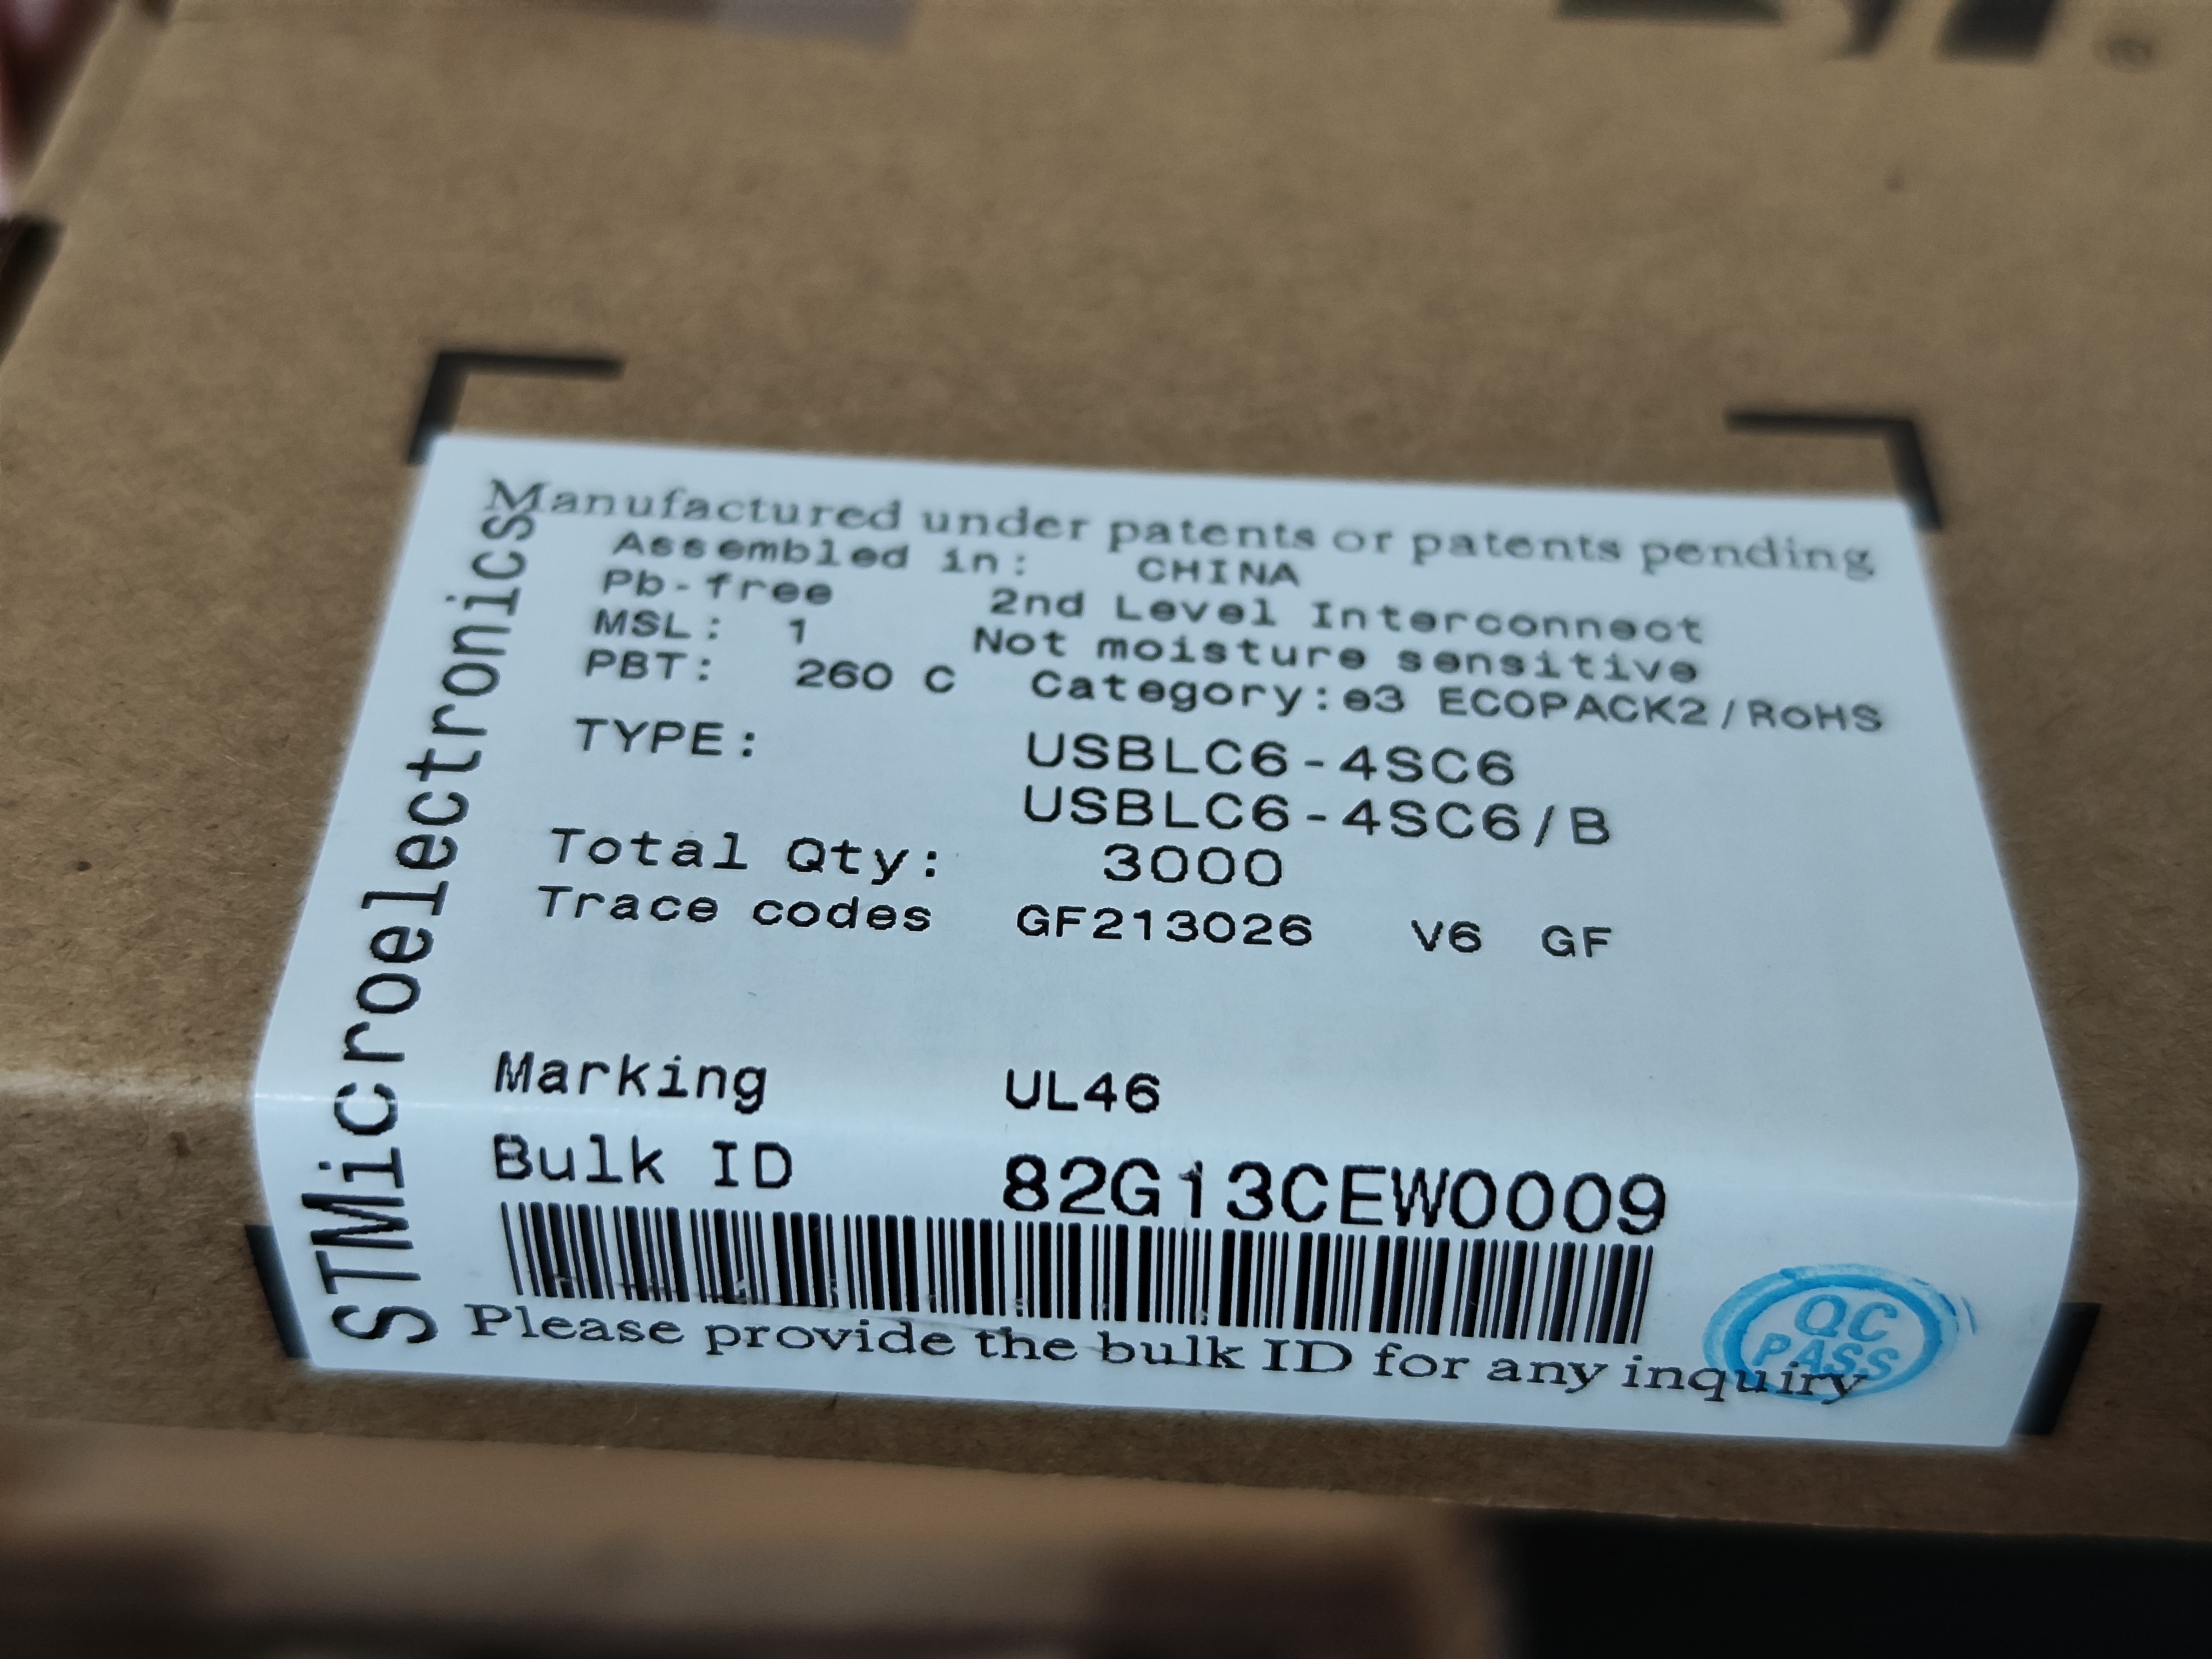 Manufactured under patents or patents pending
Assembled in: CHINA
Pb-free 2nd Level Interconnect
MSL: 1 Not moisture sensitive
PBT: 260 C Category:e3 ECOPACK2/RoHS
TYPE: USBLC6-4SC6
USBLC6-4SC6/B
Total Qty: 3000
Trace codes GF213026 V6 GF
Marking UL46
Bulk ID 82G13CEW0009
Please provide the bulk ID for any inquiry
STMicroelectronics
QC
PASS